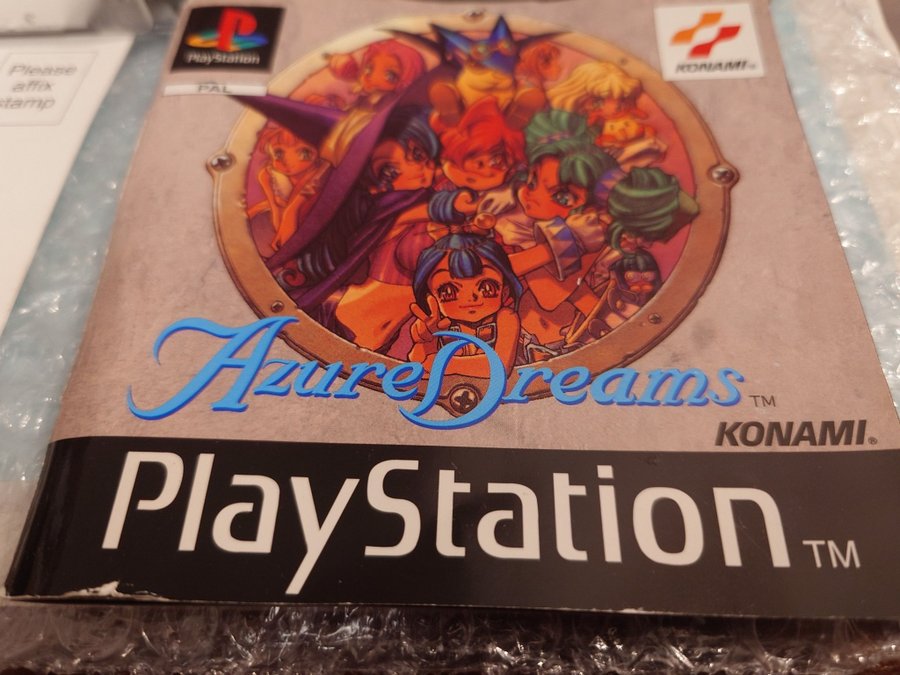 Please
affix
stamp
PlayStation
PAL
KONAMI
Azure Dreams TM
KONAMI®
PlayStation TM